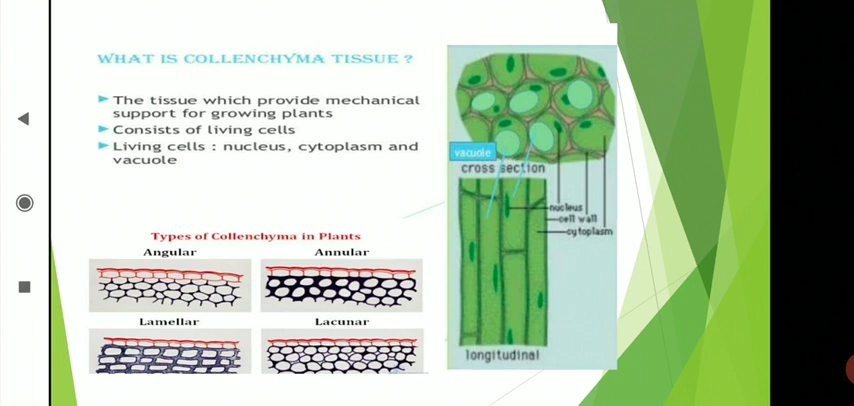 WHAT IS COLLENCHYMA TISSUE ?
The tissue which provide mechanical
support for growing plants
Consists of living cells
Living cells : nucleus, cytoplasm and
vacuole
Types of Collenchyma in Plants
Angular
Annular
Lamellar
Lacunar
vacuole
cross section
nucleus
cell wall
cytoplasm
longitudinal